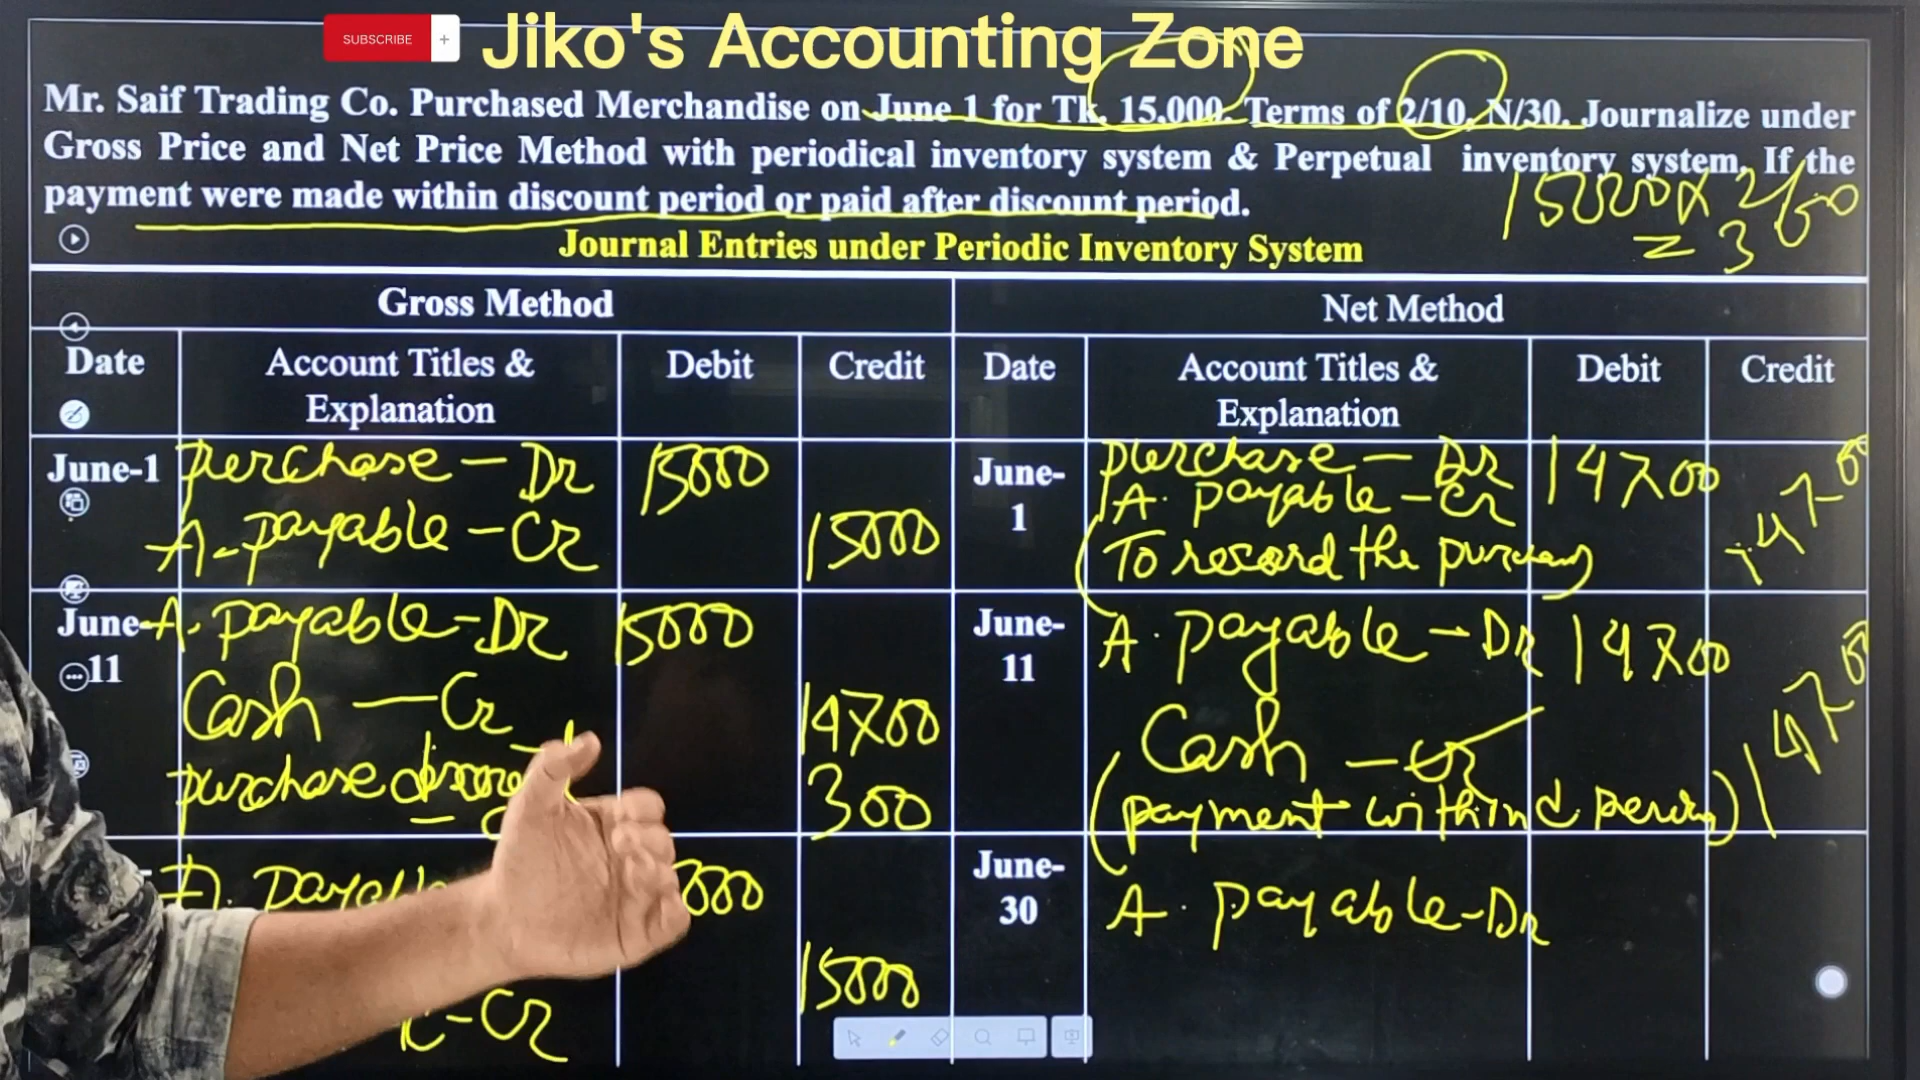 SUBSCRIBE +
Jiko's Accounting Zone
Mr. Saif Trading Co. Purchased Merchandise on June 1 for Tk. 15,000. Terms of 2/10, N/30. Journalize under
Gross Price and Net Price Method with periodical inventory system & Perpetual inventory system, If the
payment were made within discount period or paid after discount period.
15000 x 2/
= 3
Journal Entries under Periodic Inventory System
Gross Method
Net Method
Date
Account Titles &
Explanation
Debit
Credit
Date
Account Titles &
Explanation
Debit
Credit
June-1
purchase - Dr
15000
A. payable - Cr
15000
June-
1
purchase - Dr
14700
A. payable - Cr
14700
(To record the
June-
11
A. payable - Dr
15000
Cash - Cr
14700
purchase
300
June-
11
A. payable - Dr
14700
Cash - Cr
14700
(payment within d.
A.
15000
- Cr
June-
30
A. payable - Dr